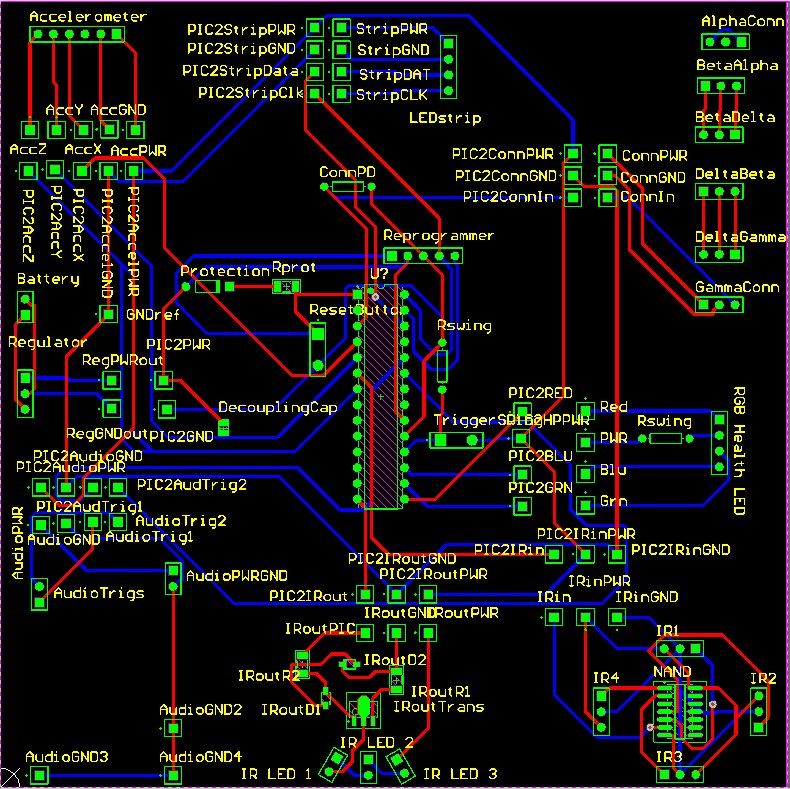 Accelerometer
AccY AccGND
AccZ AccX AccPWR
PIC2AccZ
PIC2AccY
PIC2AccX
PIC2AccelGND
PIC2AccelPWR
PIC2StripPWR StripPWR
PIC2StripGND StripGND
PIC2StripData StripDAT
PIC2StripClk StripCLK
LEDstrip
AlphaConn
BetaAlpha
BetaDelta
DeltaBeta
DeltaGamma
GammaConn
PIC2ConnPWR ConnPWR
PIC2ConnGND ConnGND
PIC2ConnIn ConnIn
ConnPD
Reprogrammer
Protection Rprot
U?
ResetButton
Rswing
Battery
GNDref
Regulator
PIC2PWR
RegPWRout
DecouplingCap
RegGNDout PIC2GND
PIC2AudioGND
PIC2AudioPWR
PIC2AudTrig2
PIC2AudTrig1
AudioTrig2
AudioTrig1
AudioGND
AudioPWR
AudioTrigs
AudioPWRGND
AudioGND2
AudioGND3
AudioGND4
PIC2RED
Red
PWR
Rswing
PIC2BLU
Blu
PIC2GRN
Grn
RGB Health LED
PIC2IRinPWR
PIC2IRin PIC2IRinGND
IRinPWR
IRin IRinGND
PIC2IRoutGND
PIC2IRoutPWR
PIC2IRout
IRoutGND
IRoutPWR
IRoutPIC
IRoutD2
IRoutR2
IRoutR1
IRoutD1
IRoutTrans
IR LED 2
IR LED 1 IR LED 3
IR1
IR4 NAND IR2
IR3